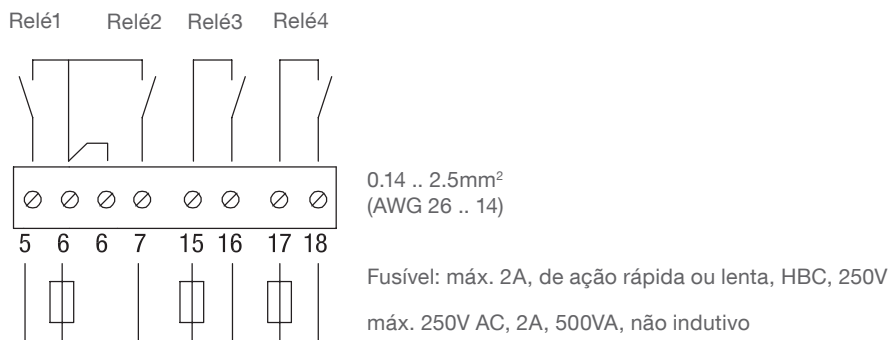 Relé1 Relé2 Relé3 Relé4
0.14 .. 2.5mm²
(AWG 26 .. 14)
5 6 6 7 15 16 17 18
Fusível: máx. 2A, de ação rápida ou lenta, HBC, 250V
máx. 250V AC, 2A, 500VA, não indutivo